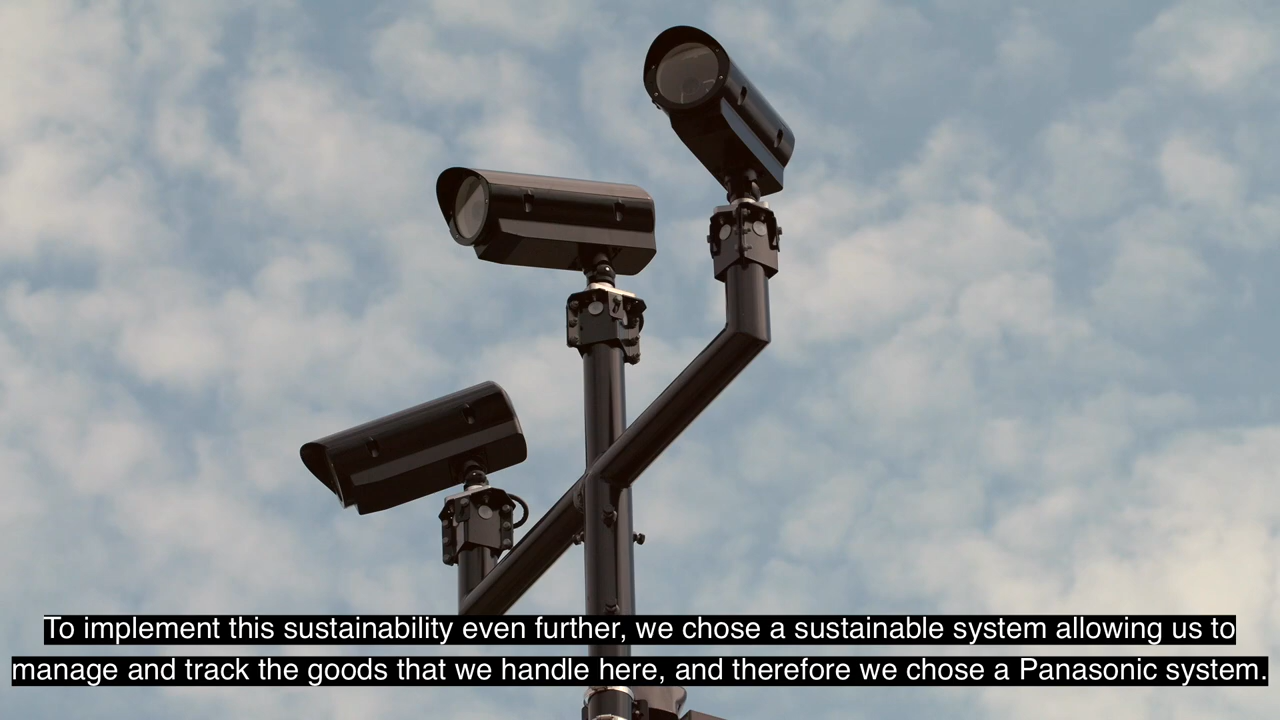 To implement this sustainability even further, we chose a sustainable system allowing us to
manage and track the goods that we handle here, and therefore we chose a Panasonic system.